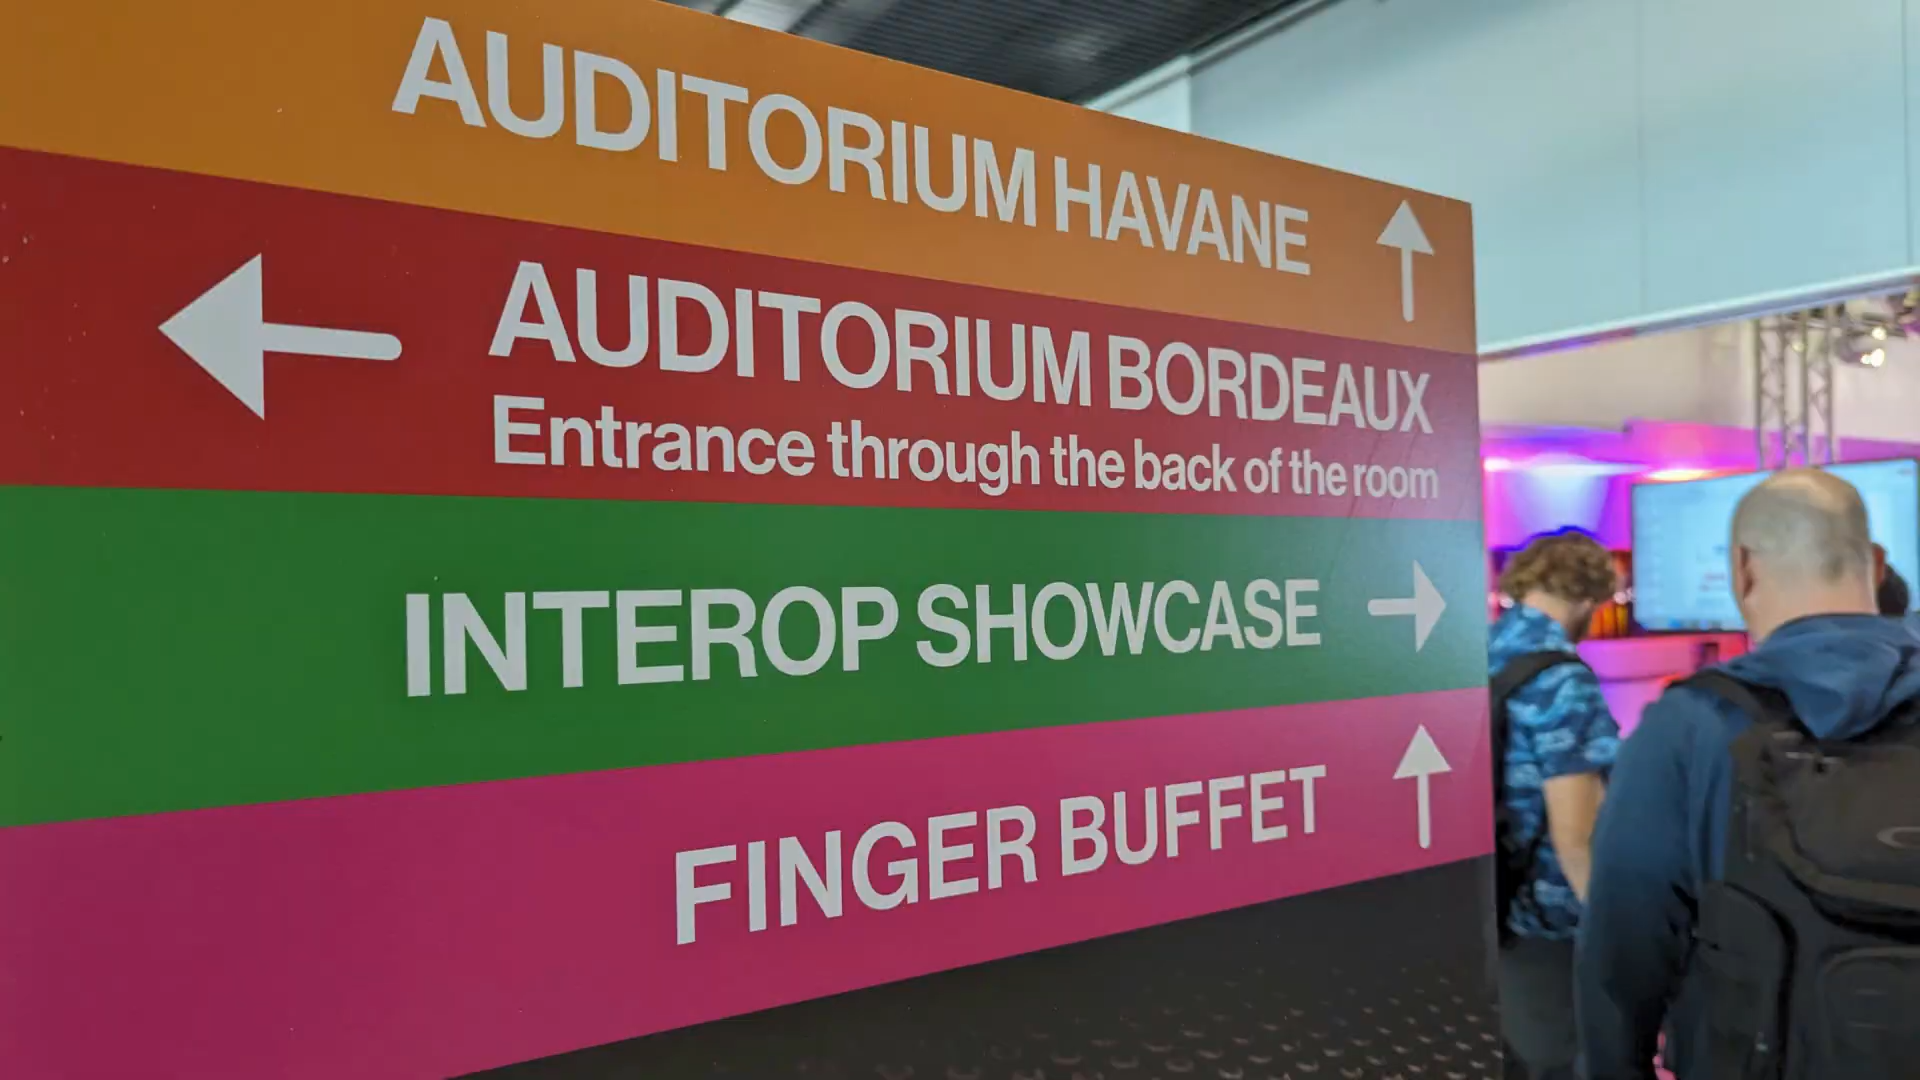 AUDITORIUM HAVANE
AUDITORIUM BORDEAUX
Entrance through the back of the room
INTEROP SHOWCASE
FINGER BUFFET